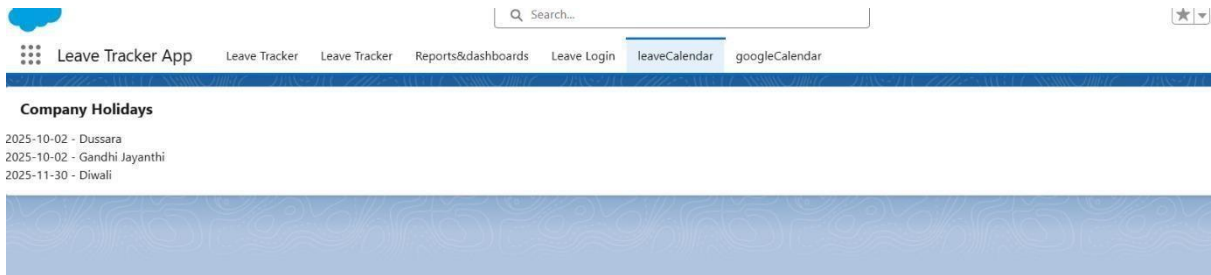 Search...
Leave Tracker App Leave Tracker Leave Tracker Reports&dashboards Leave Login leaveCalendar googleCalendar
Company Holidays
2025-10-02 - Dussara
2025-10-02 - Gandhi Jayanthi
2025-11-30 - Diwali